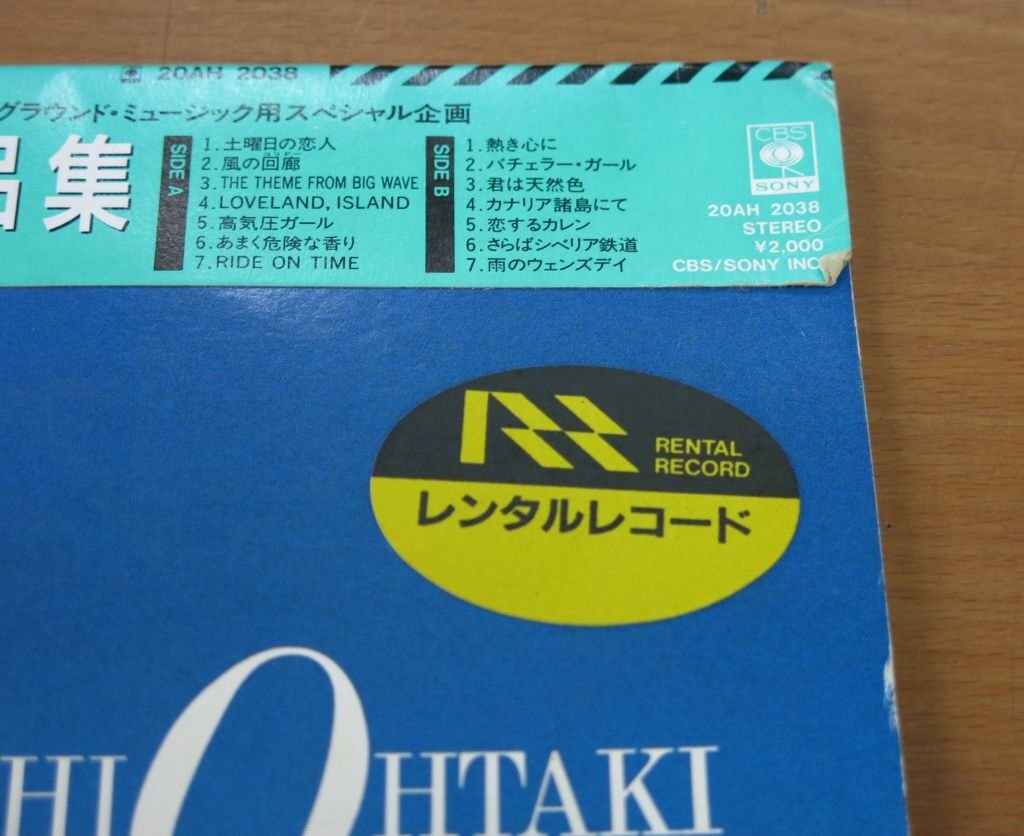 20AH 2038
グラウンド・ミュージック用スペシャル企画
品集
SIDE A
1. 土曜日の恋人
2. 風の回廊
3. THE THEME FROM BIG WAVE
4. LOVELAND, ISLAND
5. 高気圧ガール
6. あまく危険な香り
7. RIDE ON TIME
SIDE B
1. 熱き心に
2. バチェラー・ガール
3. 君は天然色
4. カナリア諸島にて
5. 恋するカレン
6. さらばシベリア鉄道
7. 雨のウェンズデイ
CBS
SONY
20AH 2038
STEREO
¥2,000
CBS/SONY INC
RENTAL
RECORD
レンタルレコード
HI OHTAKI